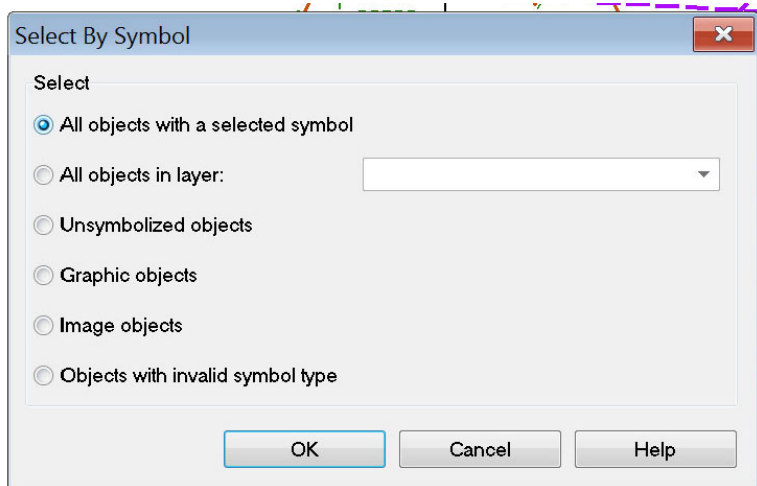 Select By Symbol
Select
All objects with a selected symbol
All objects in layer:
Unsymbolized objects
Graphic objects
Image objects
Objects with invalid symbol type
OK Cancel Help